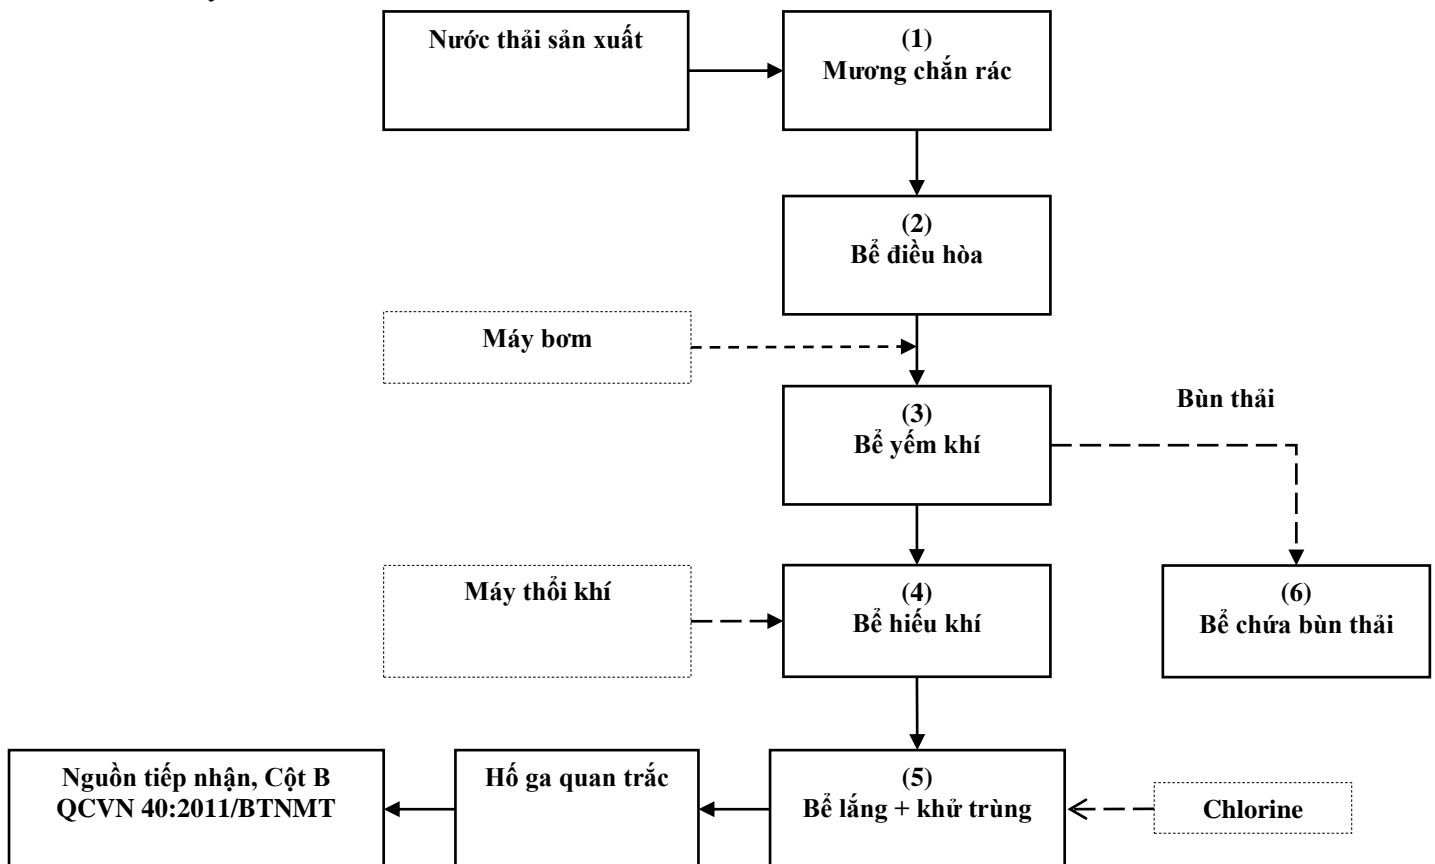 Nước thải sản xuất
(1)
Mương chắn rác
(2)
Bể điều hòa
Máy bơm
(3)
Bể yếm khí
Bùn thải
Máy thổi khí
(4)
Bể hiếu khí
(6)
Bể chứa bùn thải
Nguồn tiếp nhận, Cột B
QCVN 40:2011/BTNMT
Hố ga quan trắc
(5)
Bể lắng + khử trùng
Chlorine